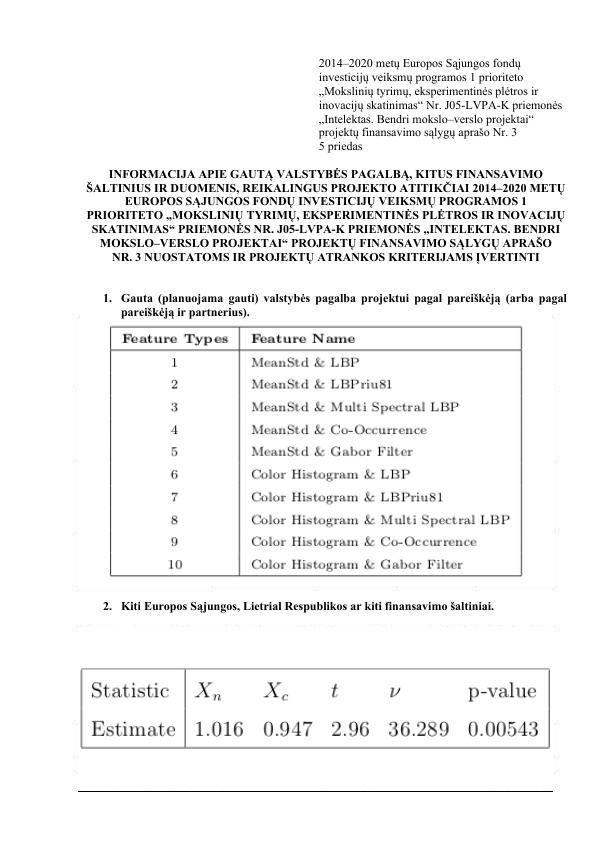 2014–2020 metų Europos Sąjungos fondų
investicijų veiksmų programos 1 prioriteto
„Mokslinių tyrimų, eksperimentinės plėtros ir
inovacijų skatinimas“ Nr. J05-LVPA-K priemonės
„Intelektas. Bendri mokslo–verslo projektai“
projektų finansavimo sąlygų aprašo Nr. 3
5 priedas
INFORMACIJA APIE GAUTĄ VALSTYBĖS PAGALBĄ, KITUS FINANSAVIMO
ŠALTINIUS IR DUOMENIS, REIKALINGUS PROJEKTO ATITIKČIAI 2014–2020 METŲ
EUROPOS SĄJUNGOS FONDŲ INVESTICIJŲ VEIKSMŲ PROGRAMOS 1
PRIORITETO „MOKSLINIŲ TYRIMŲ, EKSPERIMENTINĖS PLĖTROS IR INOVACIJŲ
SKATINIMAS“ PRIEMONĖS NR. J05-LVPA-K PRIEMONĖS „INTELEKTAS. BENDRI
MOKSLO–VERSLO PROJEKTAI“ PROJEKTŲ FINANSAVIMO SĄLYGŲ APRAŠO
NR. 3 NUOSTATOMS IR PROJEKTŲ ATRANKOS KRITERIJAMS ĮVERTINTI
1. Gauta (planuojama gauti) valstybės pagalba projektui pagal pareiškėją (arba pagal
pareiškėją ir partnerius).
Feature Types Feature Name
1 MeanStd & LBP
2 MeanStd & LBPriu81
3 MeanStd & Multi Spectral LBP
4 MeanStd & Co-Occurrence
5 MeanStd & Gabor Filter
6 Color Histogram & LBP
7 Color Histogram & LBPriu81
8 Color Histogram & Multi Spectral LBP
9 Color Histogram & Co-Occurrence
10 Color Histogram & Gabor Filter
2. Kiti Europos Sąjungos, Lietrial Respublikos ar kiti finansavimo šaltiniai.
Statistic Xn Xc t ν p-value
Estimate 1.016 0.947 2.96 36.289 0.00543